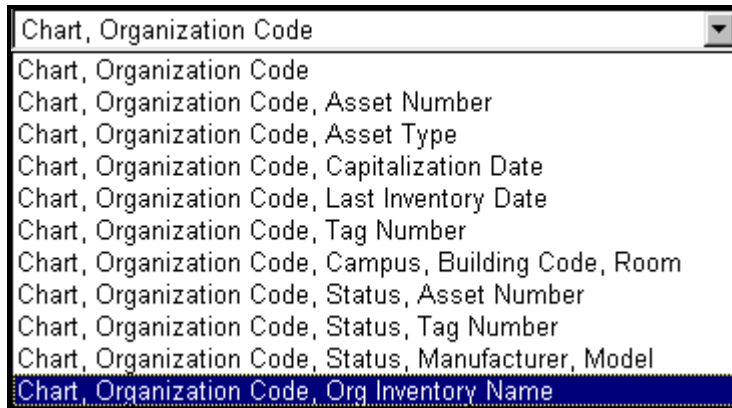 Chart, Organization Code
Chart, Organization Code
Chart, Organization Code, Asset Number
Chart, Organization Code, Asset Type
Chart, Organization Code, Capitalization Date
Chart, Organization Code, Last Inventory Date
Chart, Organization Code, Tag Number
Chart, Organization Code, Campus, Building Code, Room
Chart, Organization Code, Status, Asset Number
Chart, Organization Code, Status, Tag Number
Chart, Organization Code, Status, Manufacturer, Model
Chart, Organization Code, Org Inventory Name